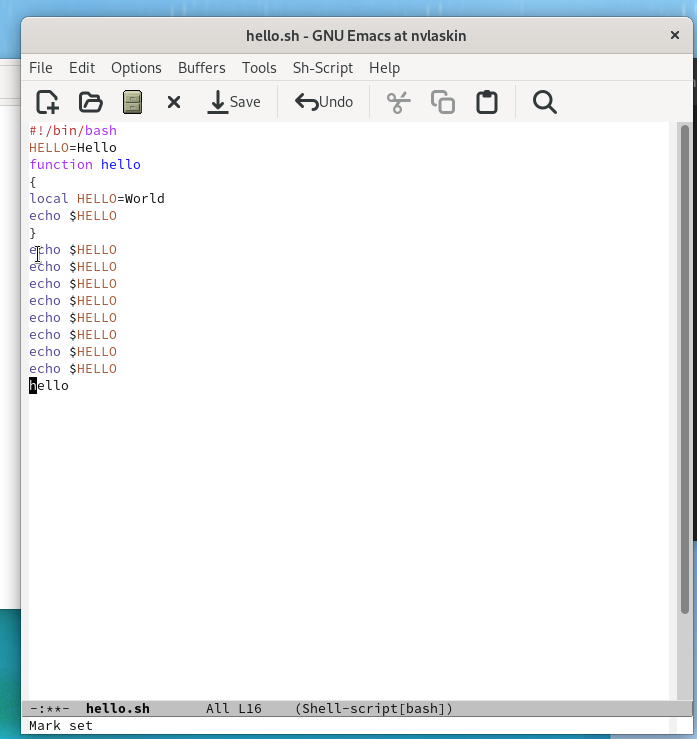 hello.sh - GNU Emacs at nvlaskin
File Edit Options Buffers Tools Sh-Script Help
Save Undo
#!/bin/bash
HELLO=Hello
function hello
{
local HELLO=World
echo $HELLO
}
echo $HELLO
echo $HELLO
echo $HELLO
echo $HELLO
echo $HELLO
echo $HELLO
echo $HELLO
echo $HELLO
hello
-:**- hello.sh All L16 (Shell-script[bash])
Mark set